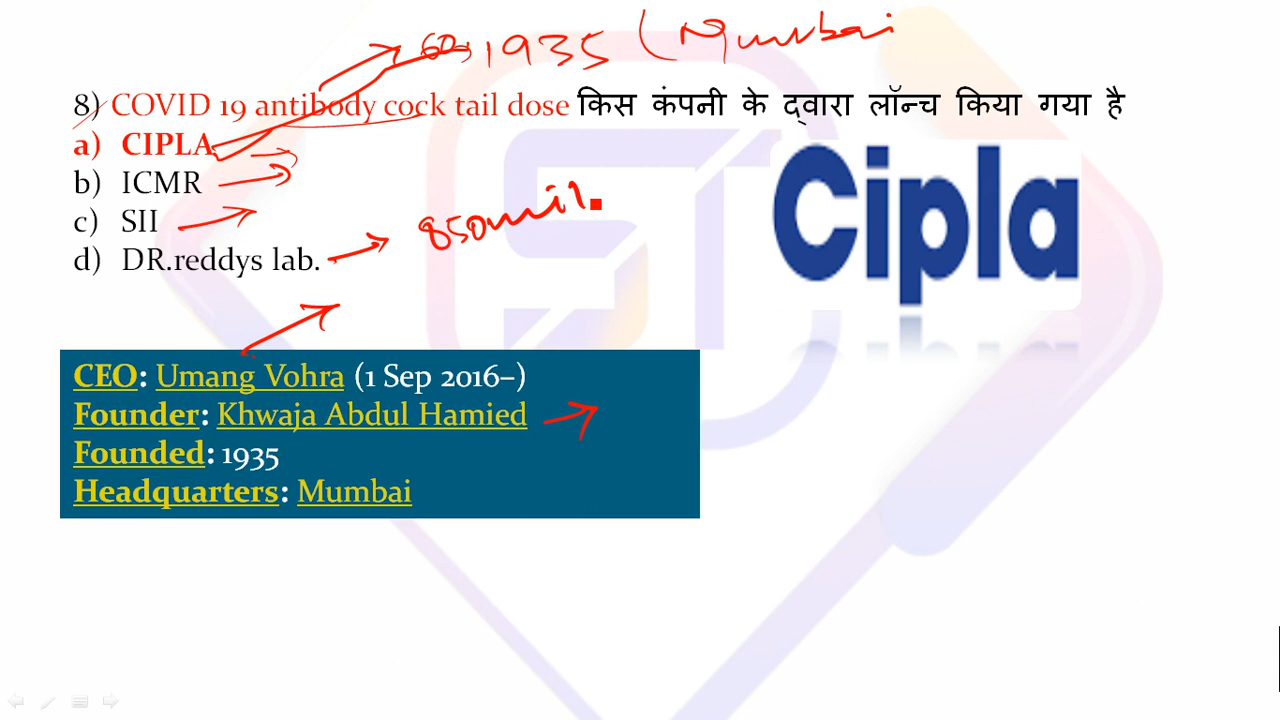 1935 (Mumbai
8) COVID 19 antibody cock tail dose किस कंपनी के द्वारा लॉन्च किया गया है
a) CIPLA
b) ICMR
c) SII
d) DR.reddys lab.
850mil.
Cipla
CEO: Umang Vohra (1 Sep 2016–)
Founder: Khwaja Abdul Hamied
Founded: 1935
Headquarters: Mumbai